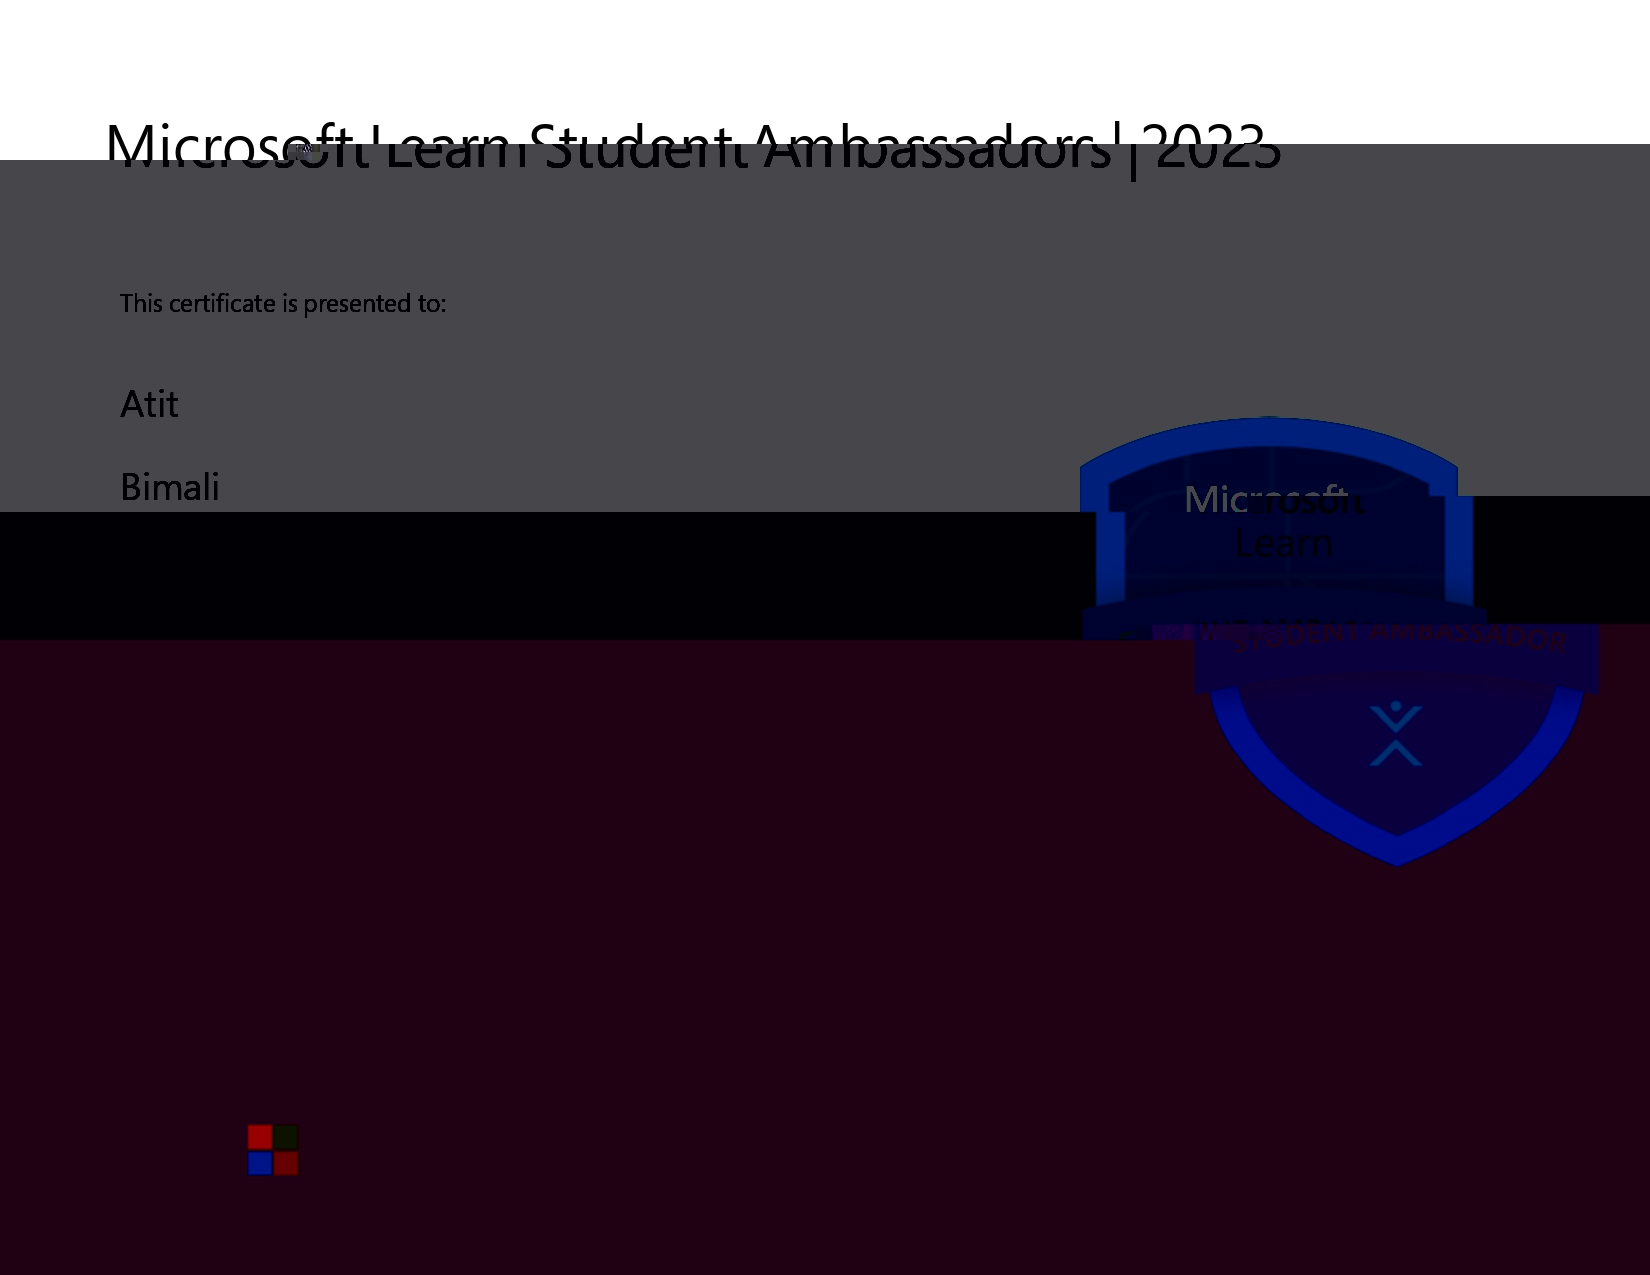 Microsoft Learn Student Ambassadors | 2023
This certificate is presented to:
Atit
Bimali
Microsoft
Learn
STUDENT AMBASSADOR